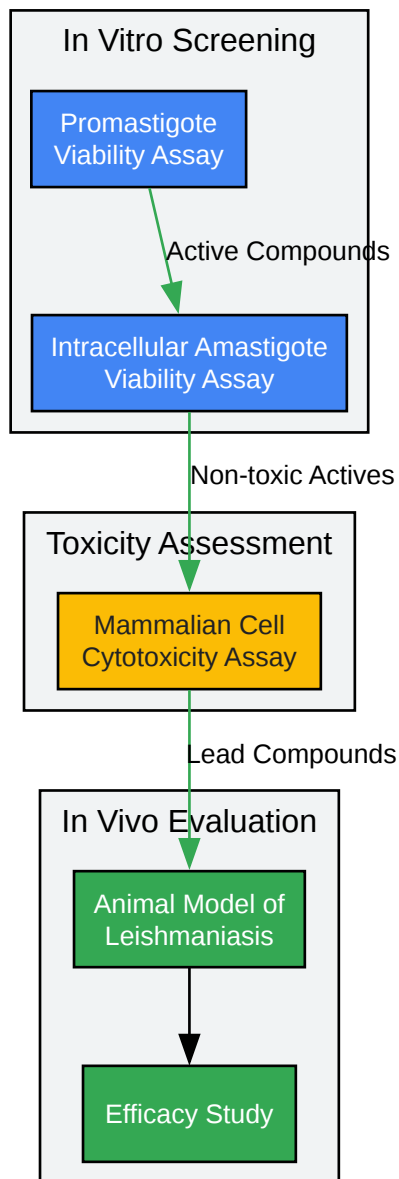 In Vitro Screening
Promastigote
Viability Assay
Active Compounds
Intracellular Amastigote
Viability Assay
Non-toxic Actives
Toxicity Assessment
Mammalian Cell
Cytotoxicity Assay
Lead Compounds
In Vivo Evaluation
Animal Model of
Leishmaniasis
Efficacy Study